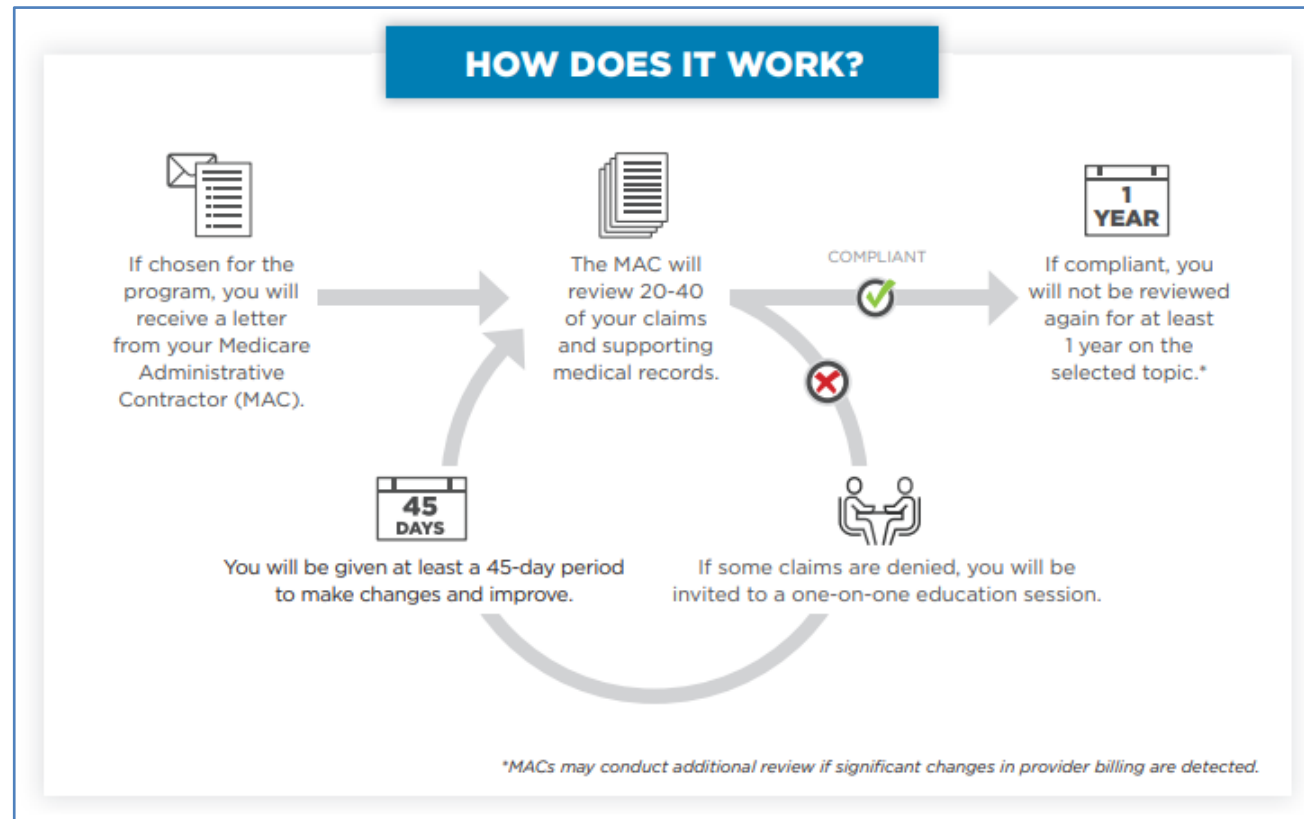 HOW DOES IT WORK?
If chosen for the
program, you will
receive a letter
from your Medicare
Administrative
Contractor (MAC).
The MAC will
review 20-40
of your claims
and supporting
medical records.
COMPLIANT
1
YEAR
If compliant, you
will not be reviewed
again for at least
1 year on the
selected topic.*
45
DAYS
You will be given at least a 45-day period
to make changes and improve.
If some claims are denied, you will be
invited to a one-on-one education session.
*MACs may conduct additional review if significant changes in provider billing are detected.